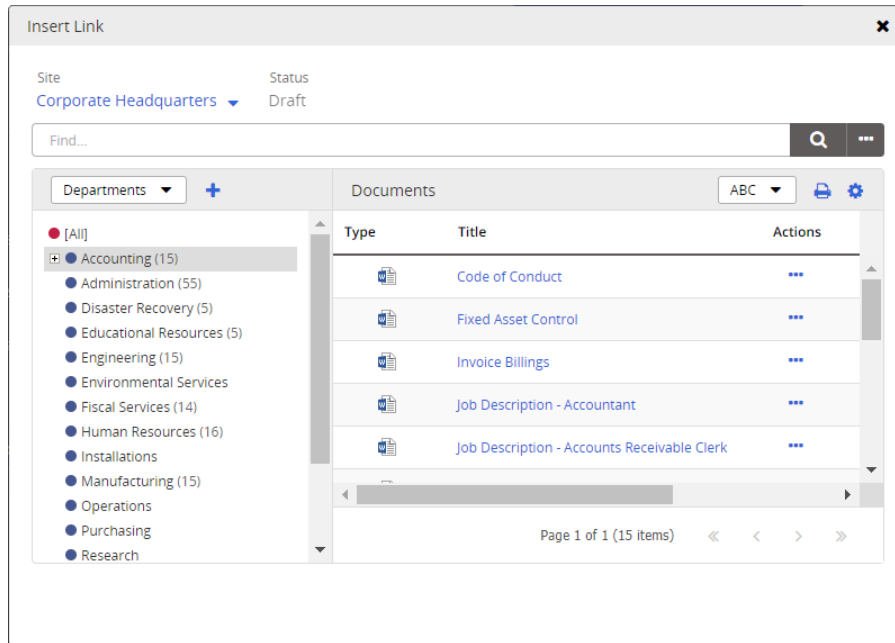 Insert Link
Site Status
Corporate Headquarters Draft
Find...
Departments
[All]
Accounting (15)
Administration (55)
Disaster Recovery (5)
Educational Resources (5)
Engineering (15)
Environmental Services
Fiscal Services (14)
Human Resources (16)
Installations
Manufacturing (15)
Operations
Purchasing
Research
Documents ABC
Type Title Actions
Code of Conduct
Fixed Asset Control
Invoice Billings
Job Description - Accountant
Job Description - Accounts Receivable Clerk
Page 1 of 1 (15 items)